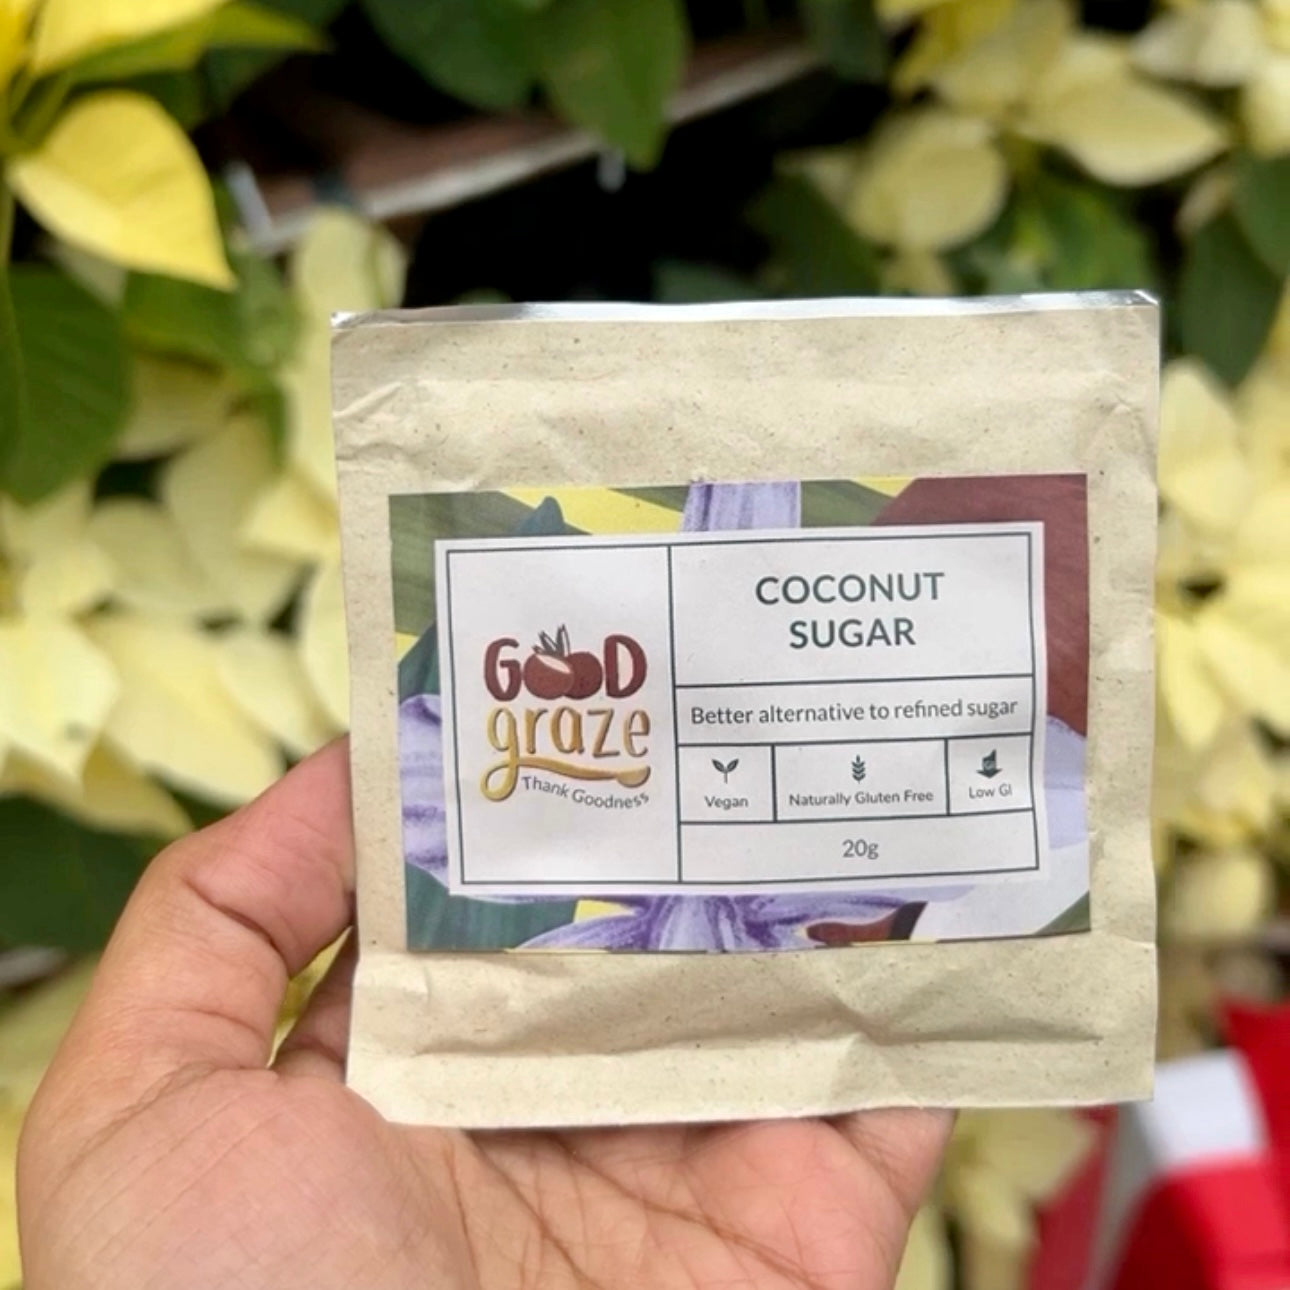 GOOD
graze
Thank Goodness
COCONUT
SUGAR
Better alternative to refined sugar
Vegan
Naturally Gluten Free
Low GI
20g